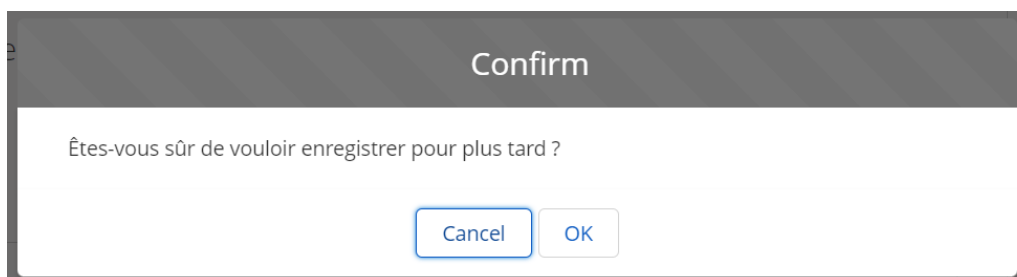 Confirm
Êtes-vous sûr de vouloir enregistrer pour plus tard ?
Cancel OK